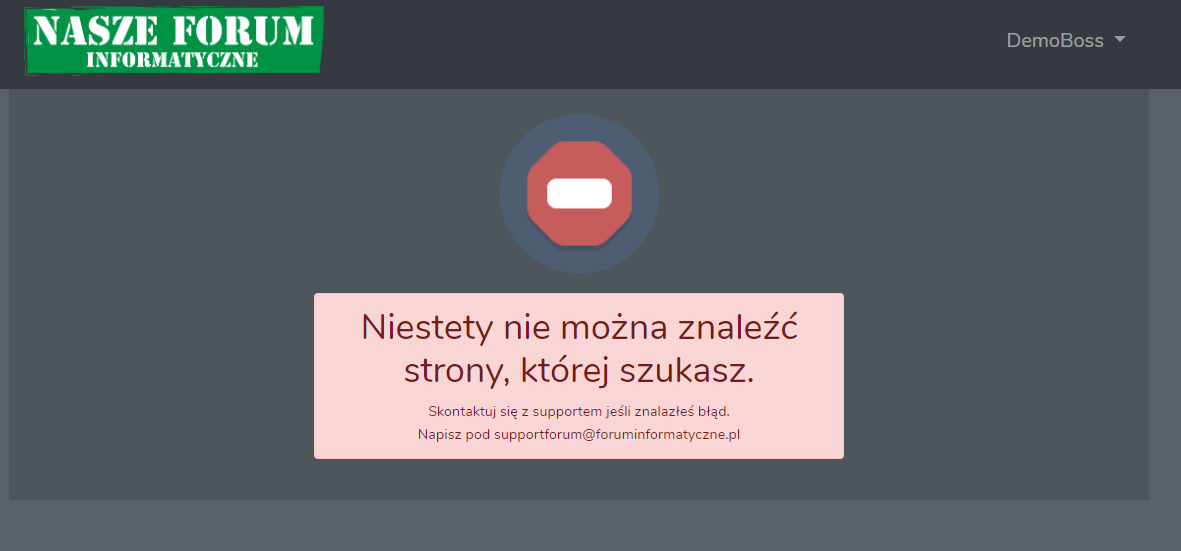 NASZE FORUM
INFORMATYCZNE
DemoBoss
Niestety nie można znaleźć
strony, której szukasz.
Skontaktuj się z supportem jeśli znalazłeś błąd.
Napisz pod supportforum@foruminformatyczne.pl